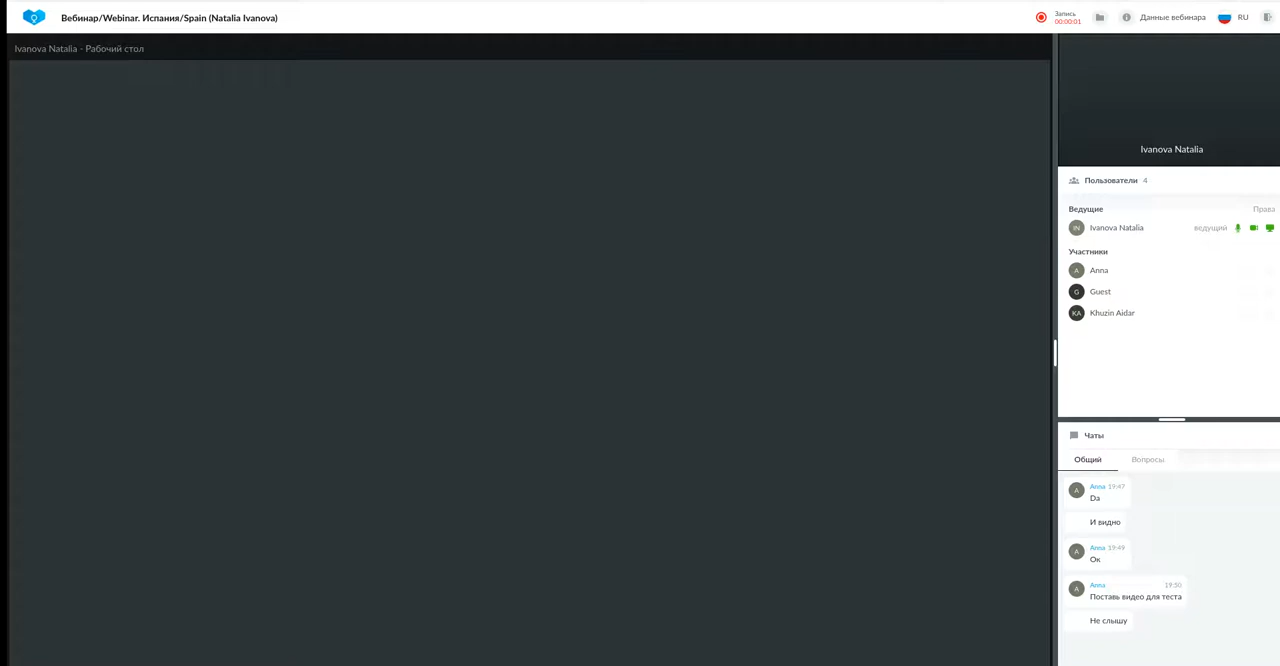 Вебинар/Webinar. Испания/Spain (Natalia Ivanova)
Запись
00:00:01
Данные вебинара
RU
Ivanova Natalia - Рабочий стол
Ivanova Natalia
Пользователи 4
Ведущие Права
IN Ivanova Natalia ведущий
Участники
A Anna
G Guest
KA Khuzin Aidar
Чаты
Общий Вопросы
A Anna 19:47
Da
И видно
A Anna 19:49
Ок
A Anna 19:50
Поставь видео для теста
Не слышу